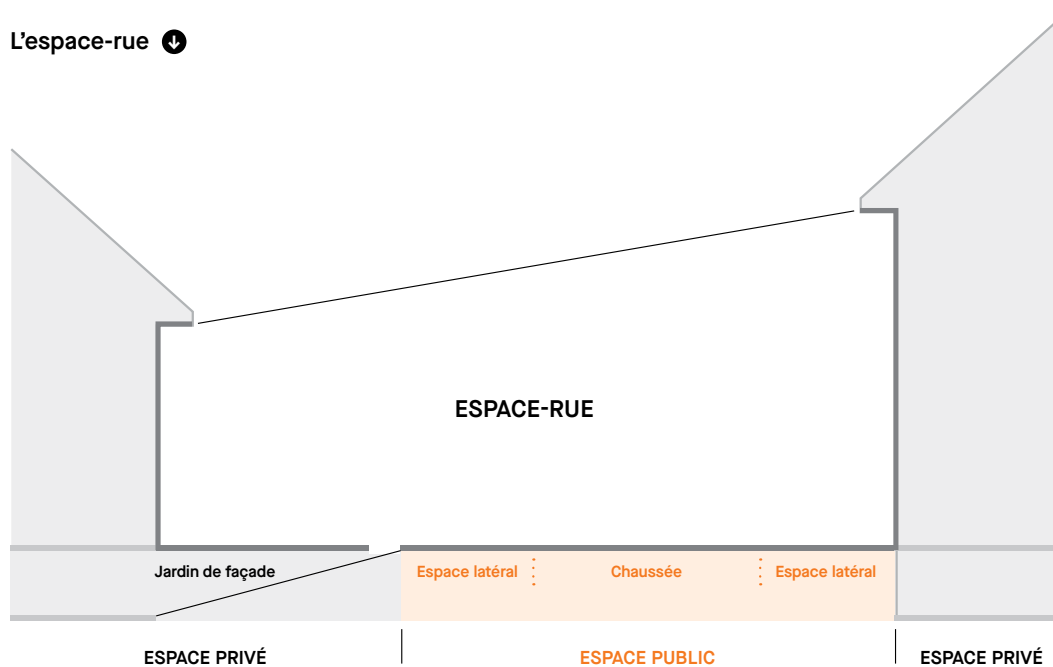 L'espace-rue
ESPACE-RUE
Jardin de façade
Espace latéral
Chaussée
Espace latéral
ESPACE PRIVÉ
ESPACE PUBLIC
ESPACE PRIVÉ